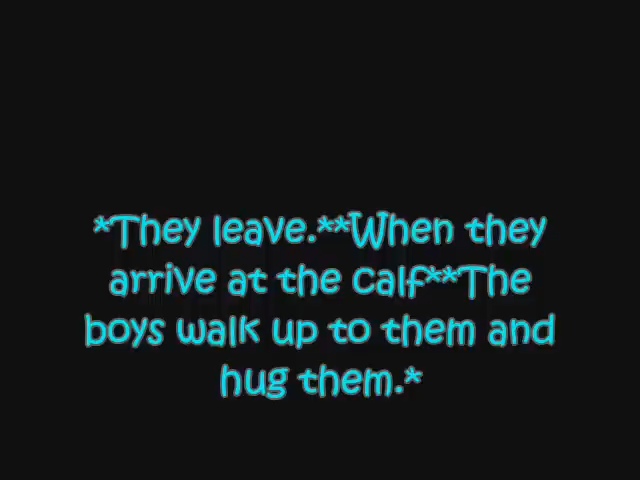 *They leave.**When they
arrive at the calf**The
boys walk up to them and
hug them.*